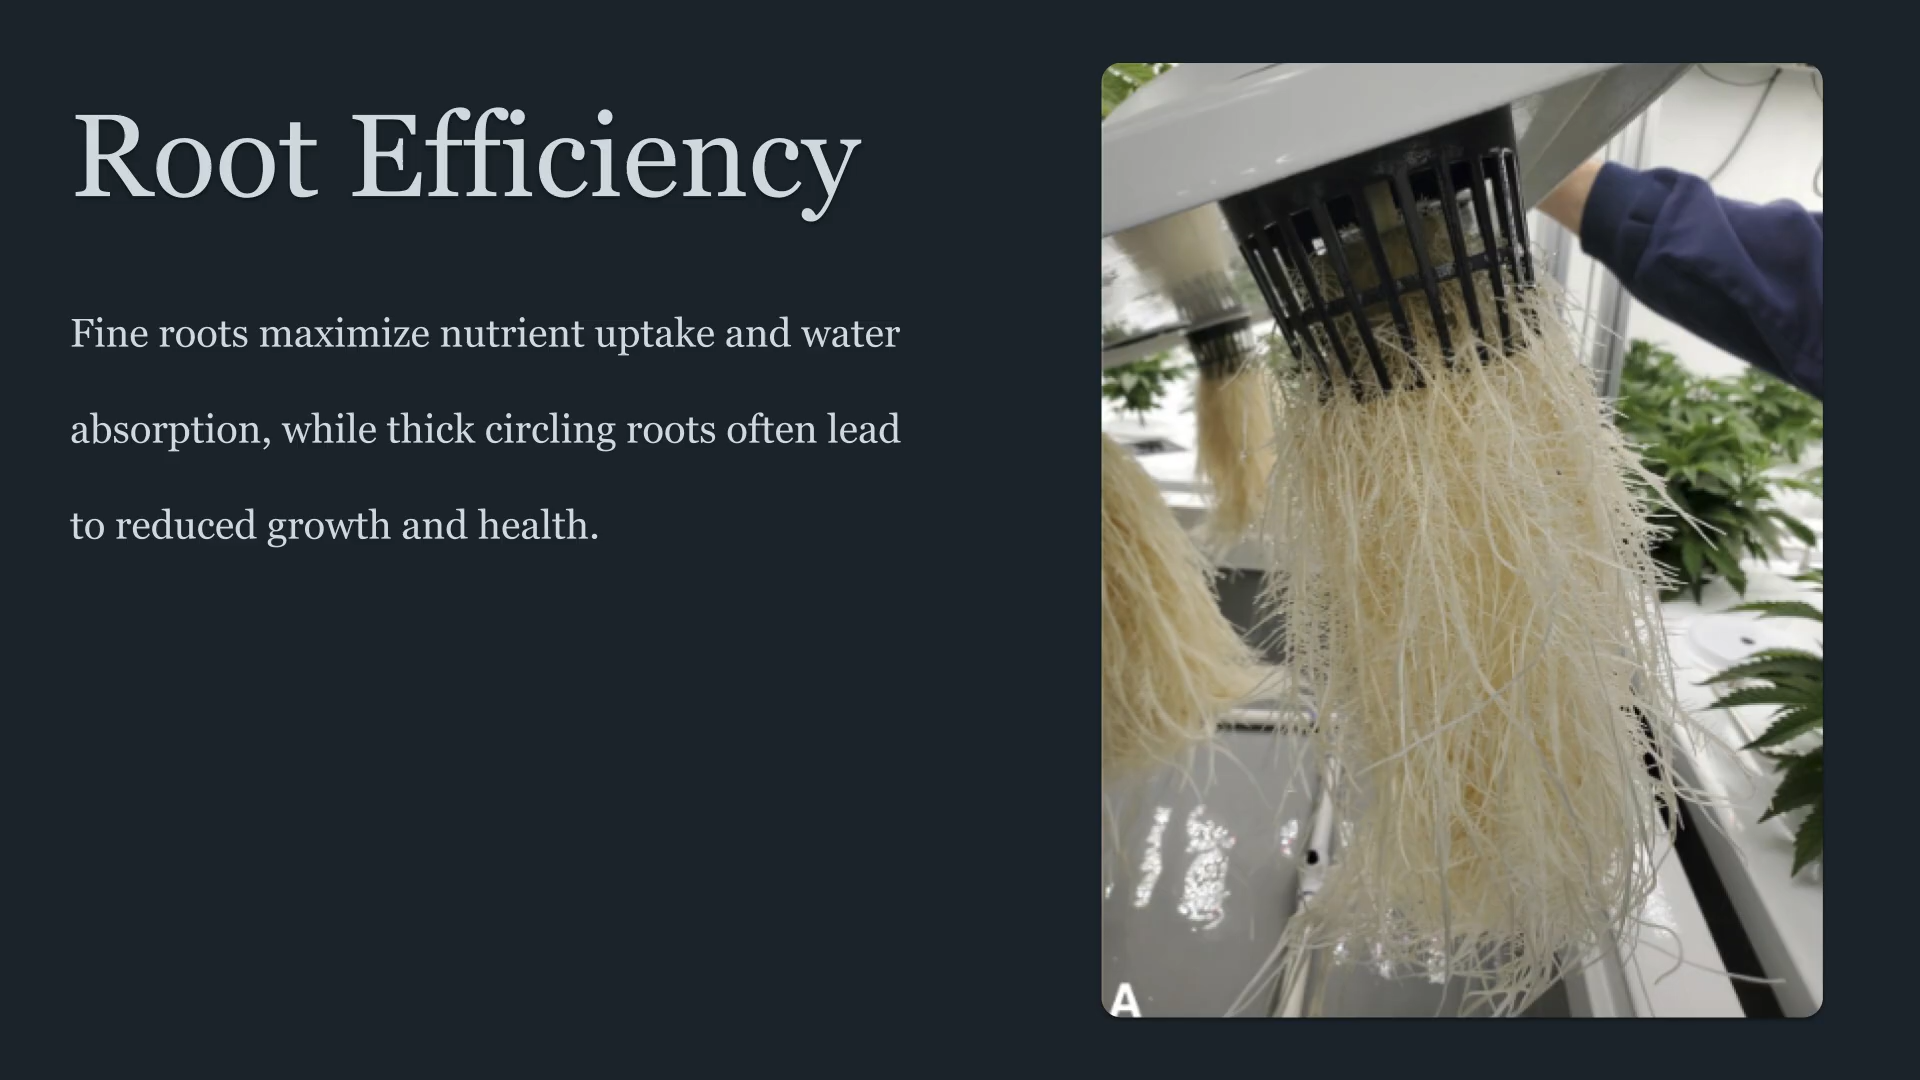 Root Efficiency
Fine roots maximize nutrient uptake and water
absorption, while thick circling roots often lead
to reduced growth and health.
A